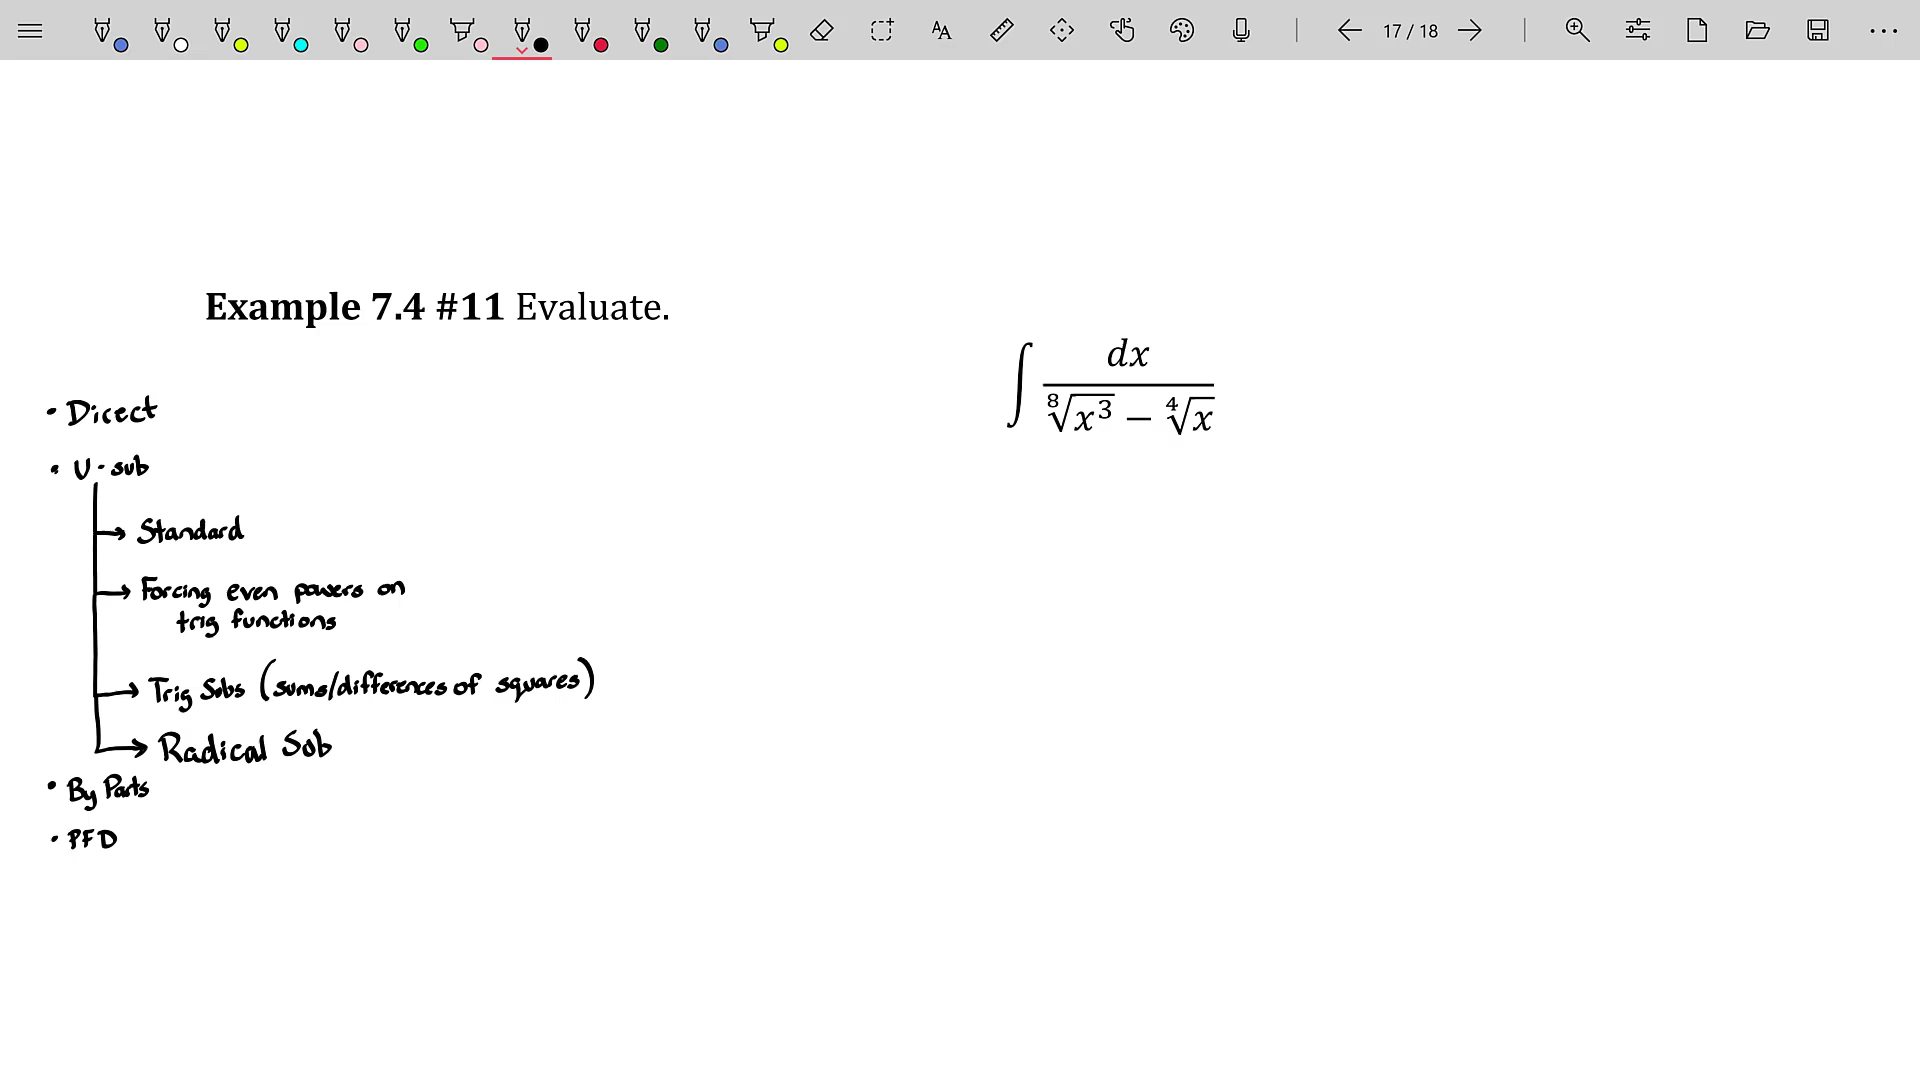 17 / 18
Example 7.4 #11 Evaluate.
∫ dx / (⁸√x³ − ⁴√x)
• Direct
• U-sub
→ Standard
→ Forcing even powers on
trig functions
→ Trig Subs (sums/differences of squares)
→ Radical Sub
• By Parts
• PFD